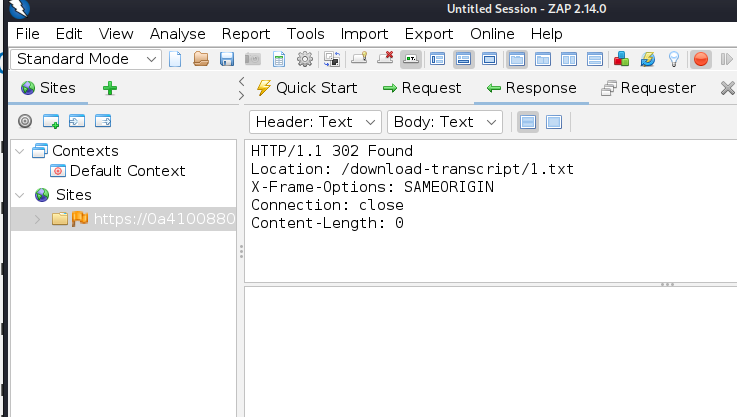 Untitled Session - ZAP 2.14.0
File Edit View Analyse Report Tools Import Export Online Help
Standard Mode
Sites Quick Start Request Response Requester
Header: Text Body: Text
Contexts
Default Context
Sites
https://0a4100880
HTTP/1.1 302 Found
Location: /download-transcript/1.txt
X-Frame-Options: SAMEORIGIN
Connection: close
Content-Length: 0